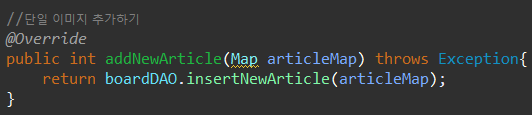 //단일 이미지 추가하기
@Override
public int addNewArticle(Map articleMap) throws Exception{
    return boardDAO.insertNewArticle(articleMap);
}